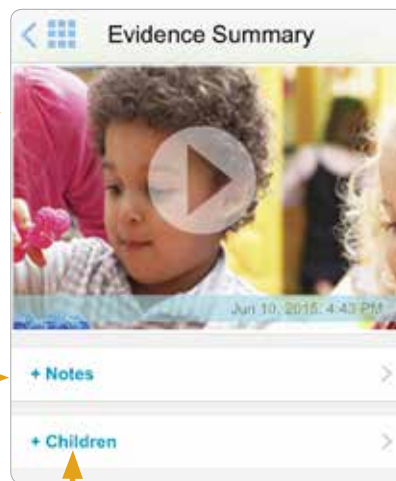 Evidence Summary
Jun 10, 2015, 4:43 PM
+ Notes
+ Children